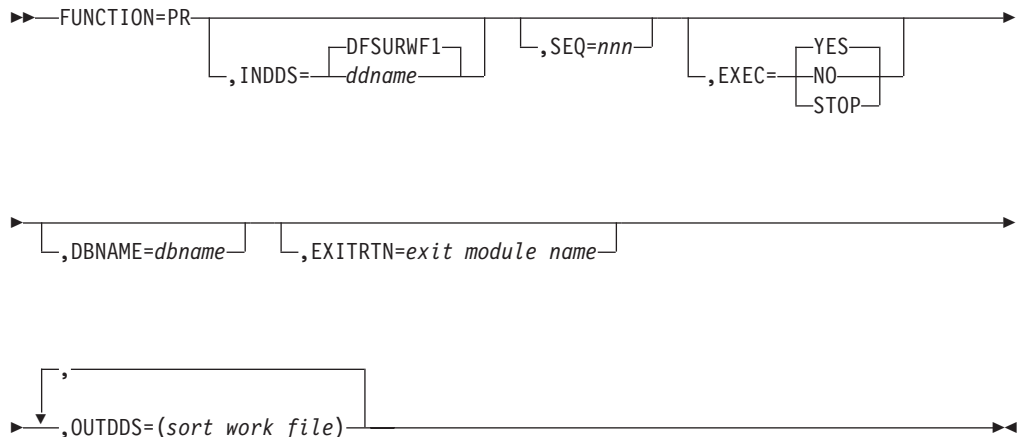 FUNCTION=PR
,INDDS= DFSURWF1
ddname
,SEQ=nnn
,EXEC= YES
NO
STOP
,DBNAME=dbname
,EXITRTN=exit module name
,
,OUTDDS=(sort work file)